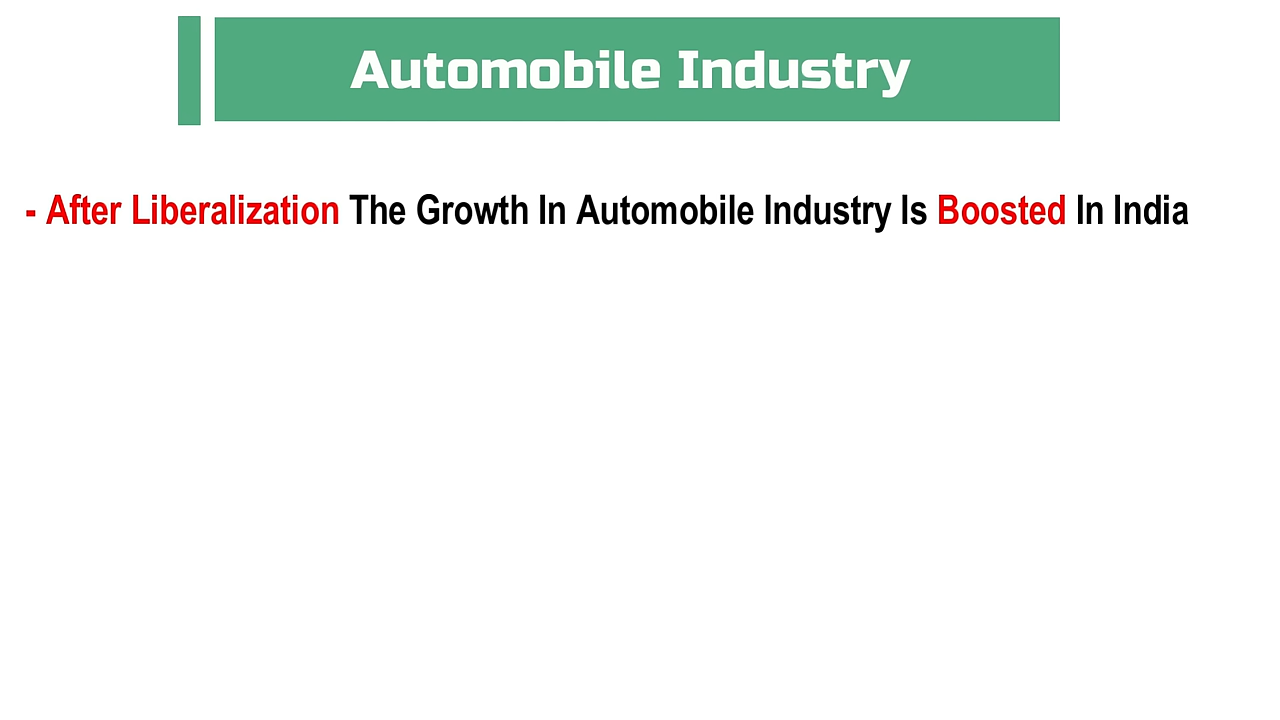 Automobile Industry
- After Liberalization The Growth In Automobile Industry Is Boosted In India